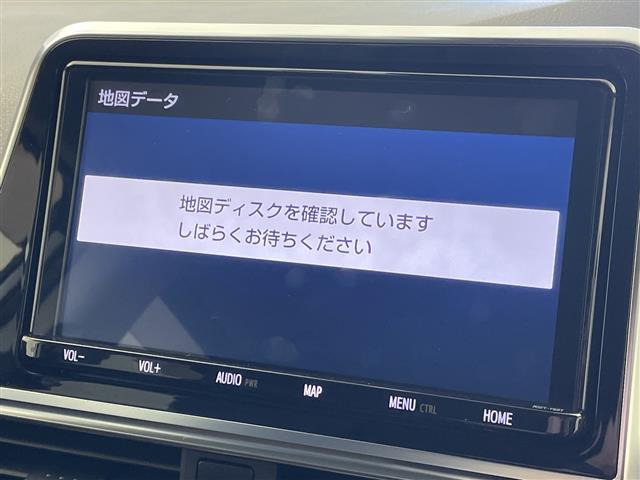 地図データ
地図ディスクを確認しています
しばらくお待ちください
VOL- VOL+ AUDIO PWR MAP MENU CTRL HOME